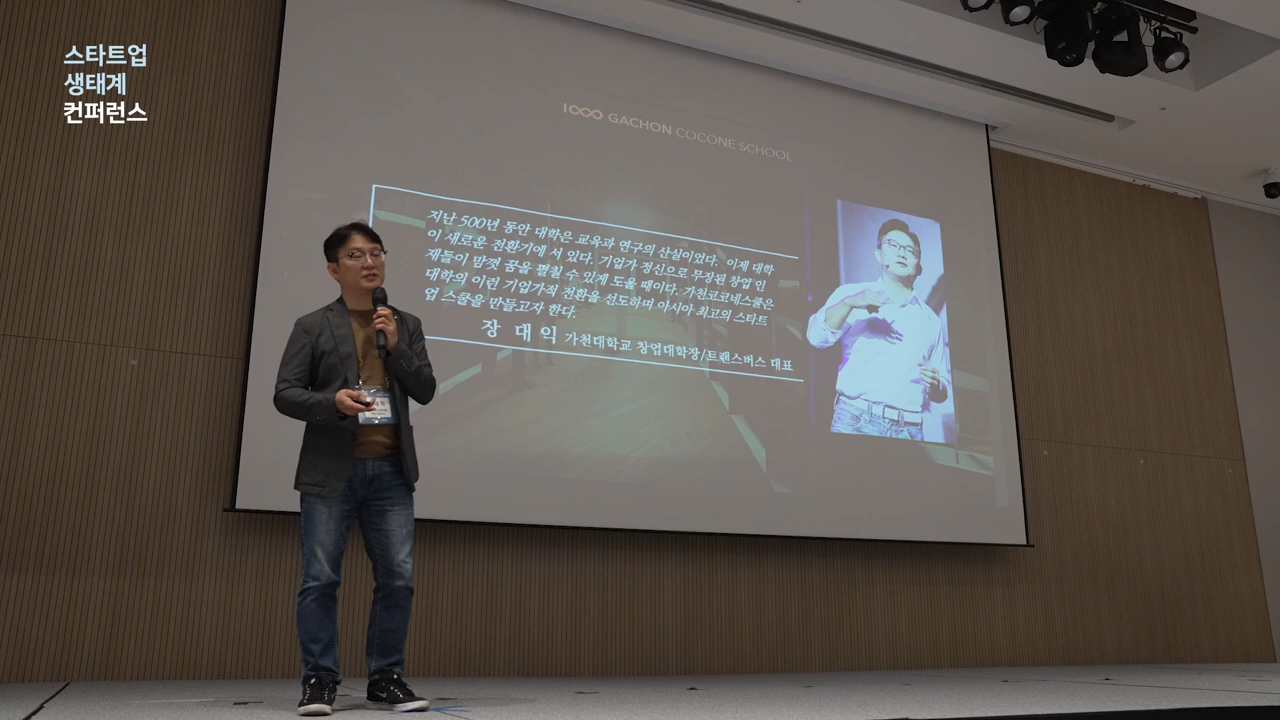 스타트업
생태계
컨퍼런스
GACHON COCONE SCHOOL
지난 500년 동안 대학은 교육과 연구의 산실이었다. 이제 대학
이 새로운 전환기에 서 있다. 기업가 정신으로 무장된 창업 인
재들이 맘껏 꿈을 펼칠 수 있게 도울 때이다. 가천코코네스쿨은
대학의 이런 기업가적 전환을 선도하며 아시아 최고의 스타트
업 스쿨을 만들고자 한다.
장 대 익 가천대학교 창업대학장/트랜스버스 대표